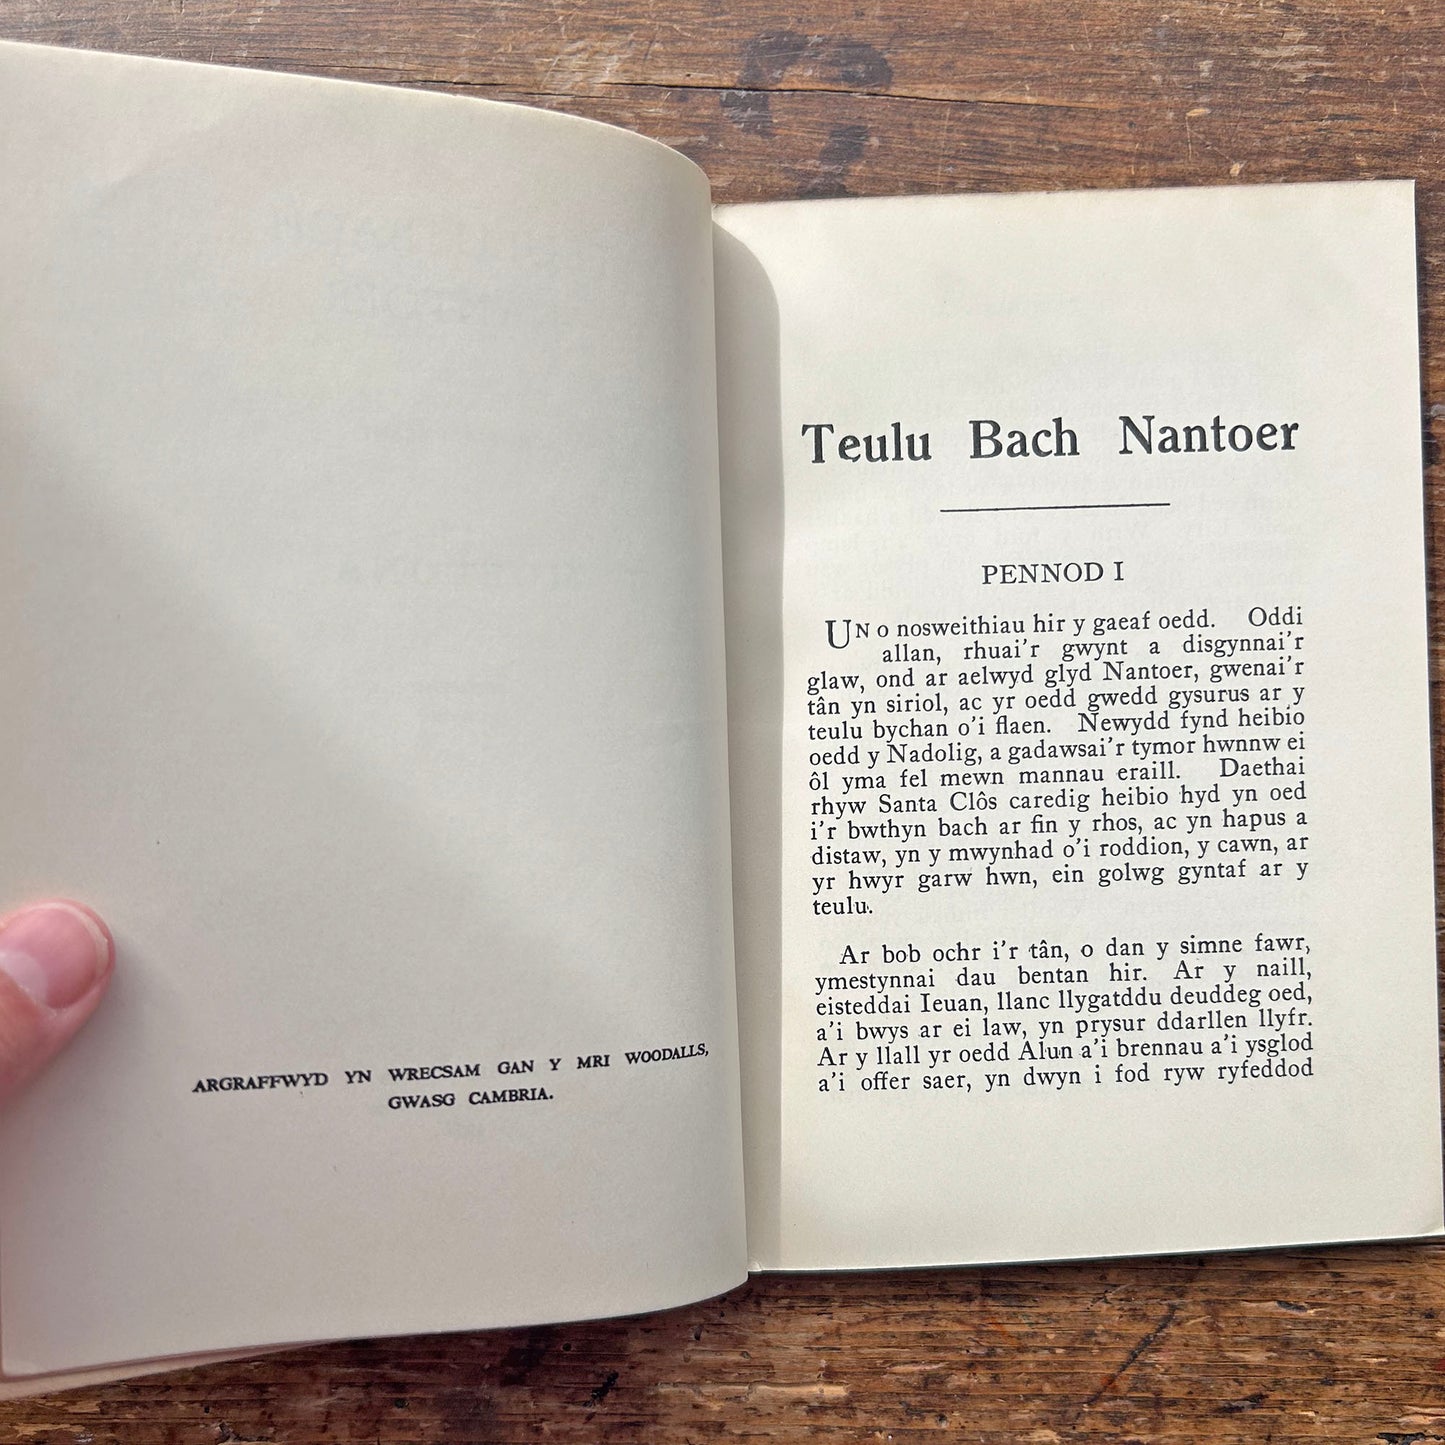 ARGRAFFWYD YN WRECSAM GAN Y MRI WOODALLS,
GWASG CAMBRIA.
Teulu Bach Nantoer
PENNOD I
UN o nosweithiau hir y gaeaf oedd. Oddi
allan, rhuai'r gwynt a disgynnai'r
glaw, ond ar aelwyd glyd Nantoer, gwenai'r
tân yn siriol, ac yr oedd gwedd gysurus ar y
teulu bychan o'i flaen. Newydd fynd heibio
oedd y Nadolig, a gadawsai'r tymor hwnnw ei
ôl yma fel mewn mannau eraill. Daethai
rhyw Santa Clôs caredig heibio hyd yn oed
i'r bwthyn bach ar fin y rhos, ac yn hapus a
distaw, yn y mwynhad o'i roddion, y cawn, ar
yr hwyr garw hwn, ein golwg gyntaf ar y
teulu.
Ar bob ochr i'r tân, o dan y simne fawr,
ymestynnai dau bentan hir. Ar y naill,
eisteddai Ieuan, llanc llygatddu deuddeg oed,
a'i bwys ar ei law, yn prysur ddarllen llyfr.
Ar y llall yr oedd Alun a'i brennau a'i ysglod
a'i offer saer, yn dwyn i fod ryw ryfeddod